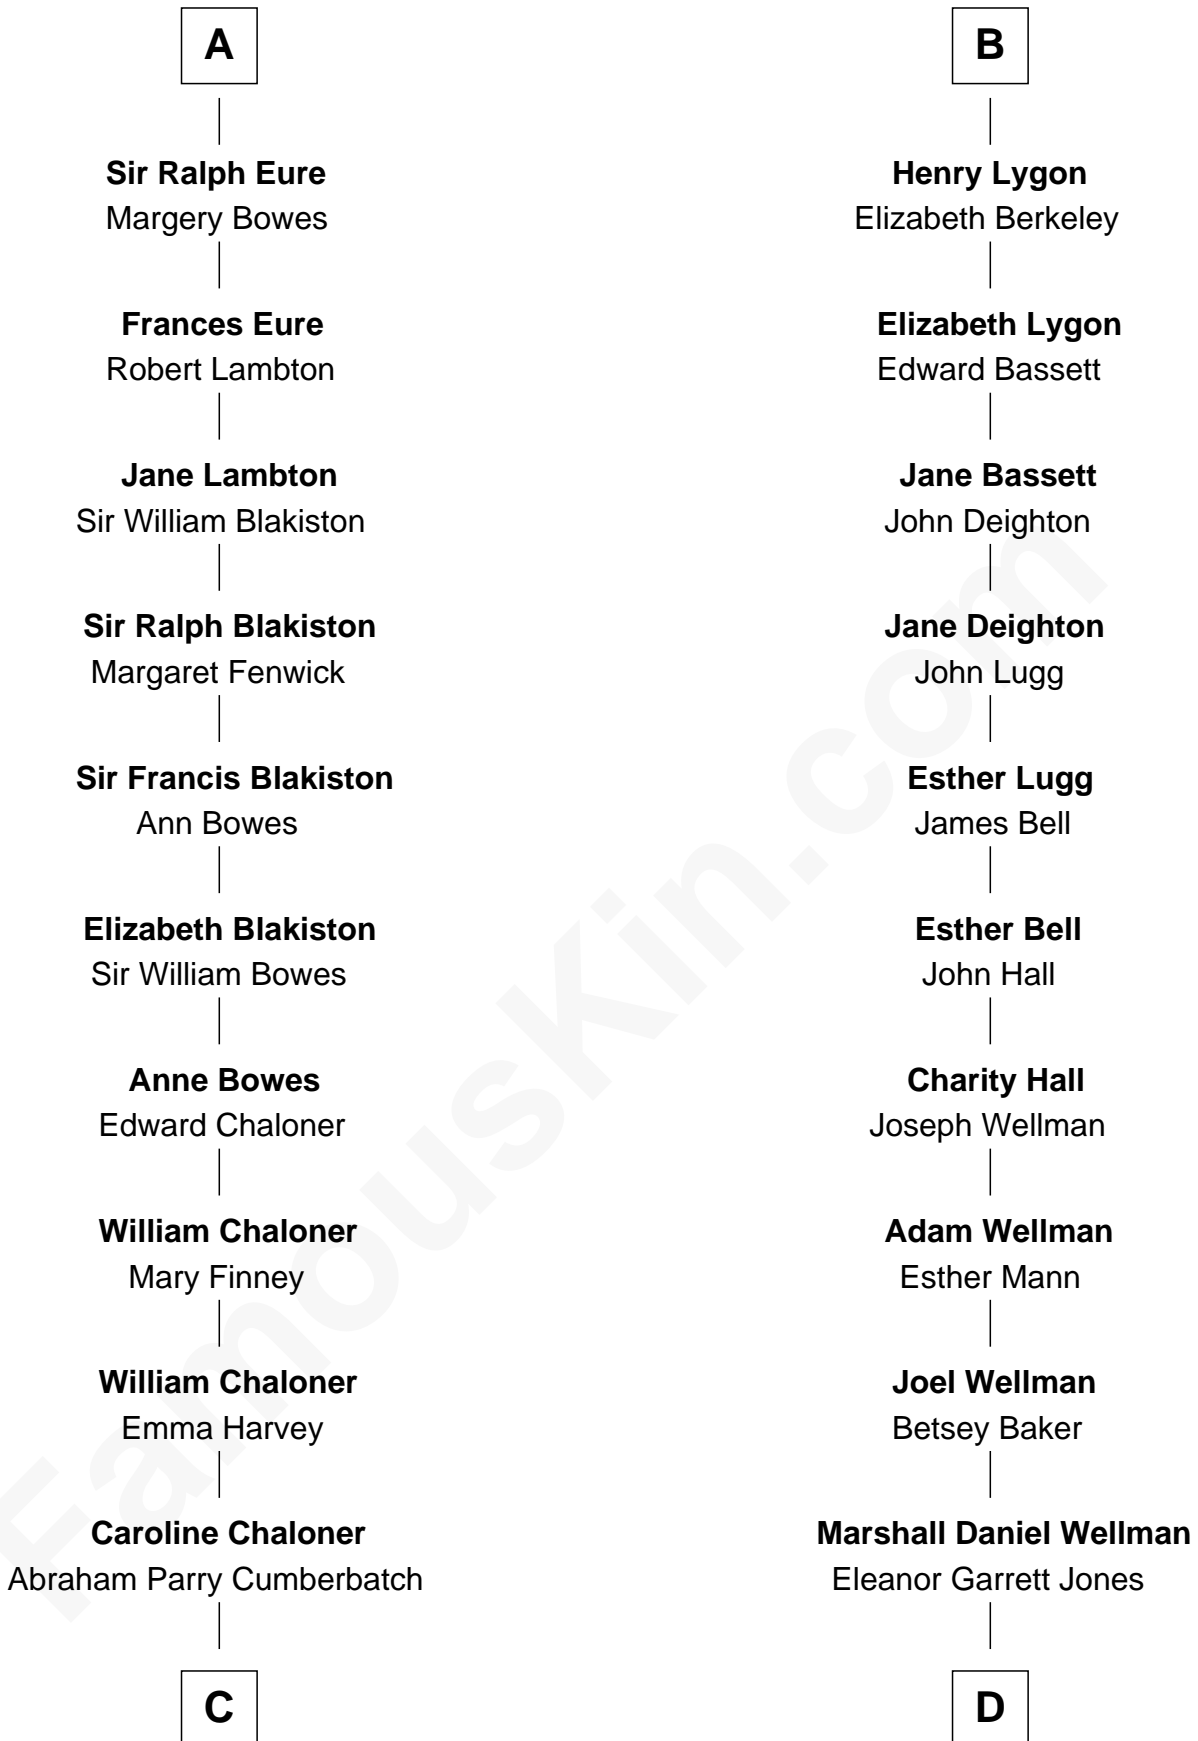 A
Sir Ralph Eure
Margery Bowes
Frances Eure
Robert Lambton
Jane Lambton
Sir William Blakiston
Sir Ralph Blakiston
Margaret Fenwick
Sir Francis Blakiston
Ann Bowes
Elizabeth Blakiston
Sir William Bowes
Anne Bowes
Edward Chaloner
William Chaloner
Mary Finney
William Chaloner
Emma Harvey
Caroline Chaloner
Abraham Parry Cumberbatch
C
B
Henry Lygon
Elizabeth Berkeley
Elizabeth Lygon
Edward Bassett
Jane Bassett
John Deighton
Jane Deighton
John Lugg
Esther Lugg
James Bell
Esther Bell
John Hall
Charity Hall
Joseph Wellman
Adam Wellman
Esther Mann
Joel Wellman
Betsey Baker
Marshall Daniel Wellman
Eleanor Garrett Jones
D
FamousKin.com